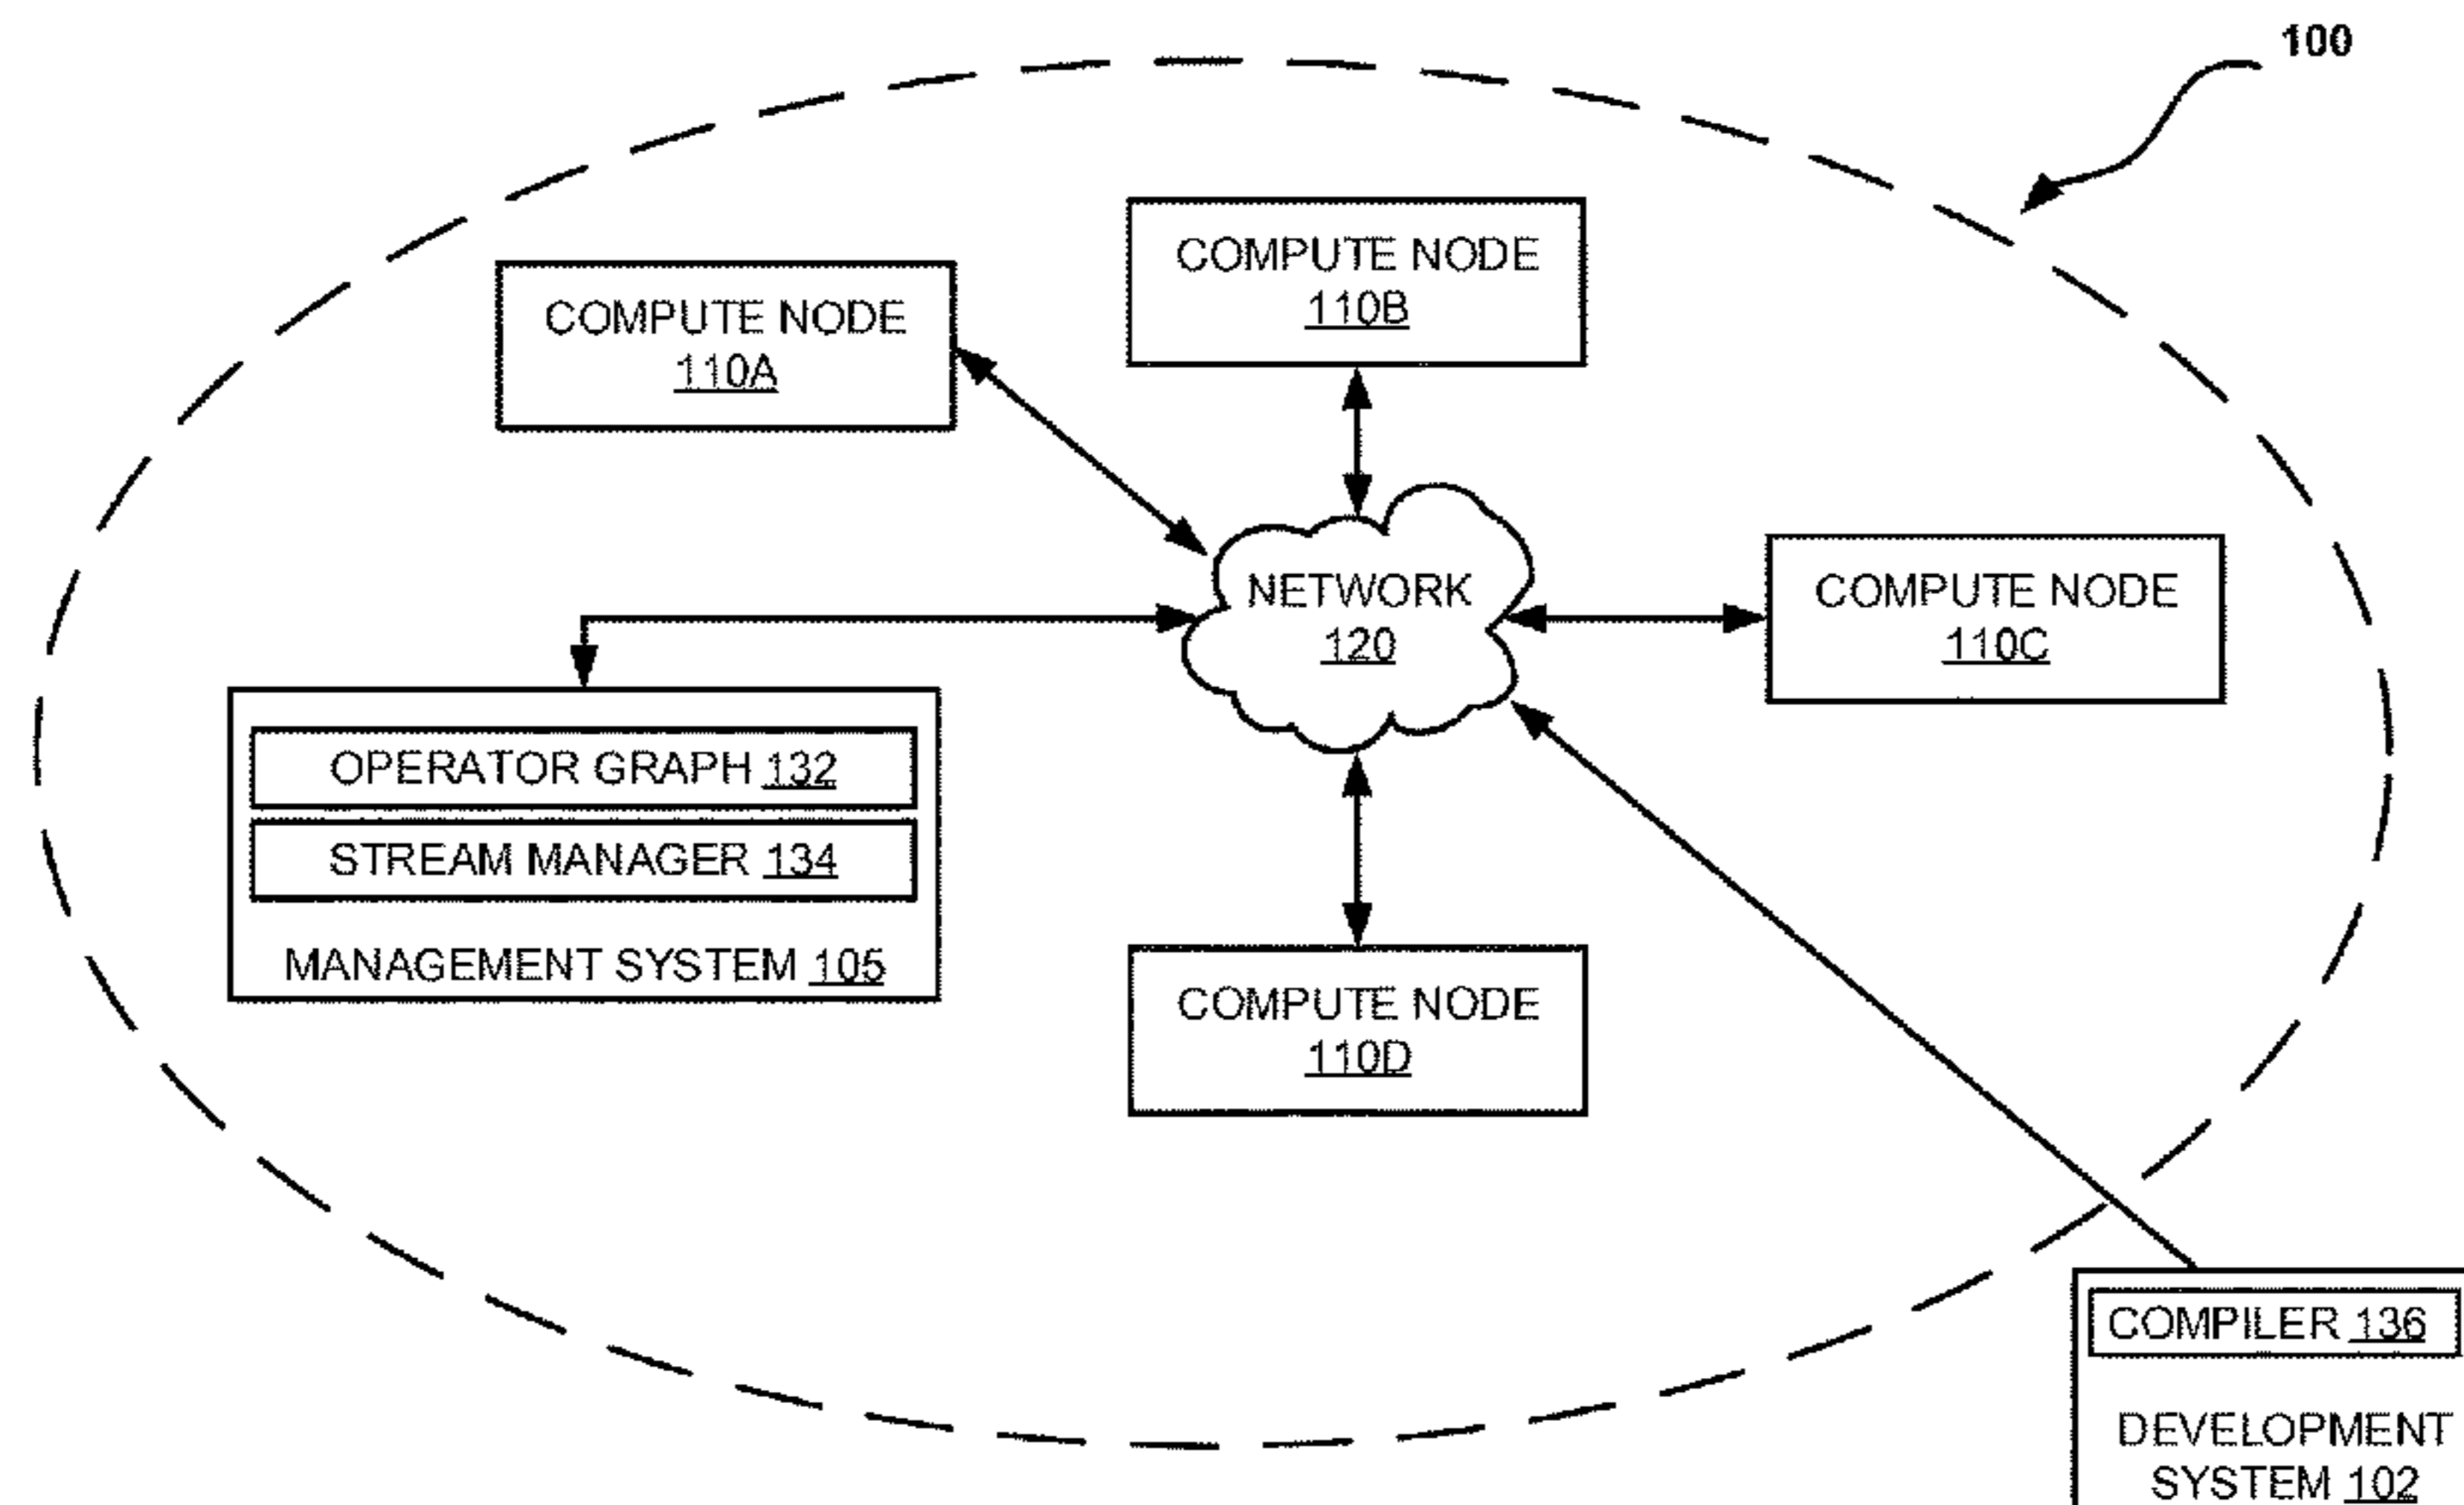 100
COMPUTE NODE
110B
COMPUTE NODE
110A
NETWORK
120
COMPUTE NODE
110C
OPERATOR GRAPH 132
STREAM MANAGER 134
MANAGEMENT SYSTEM 105
COMPUTE NODE
110D
COMPILER 136
DEVELOPMENT
SYSTEM 102